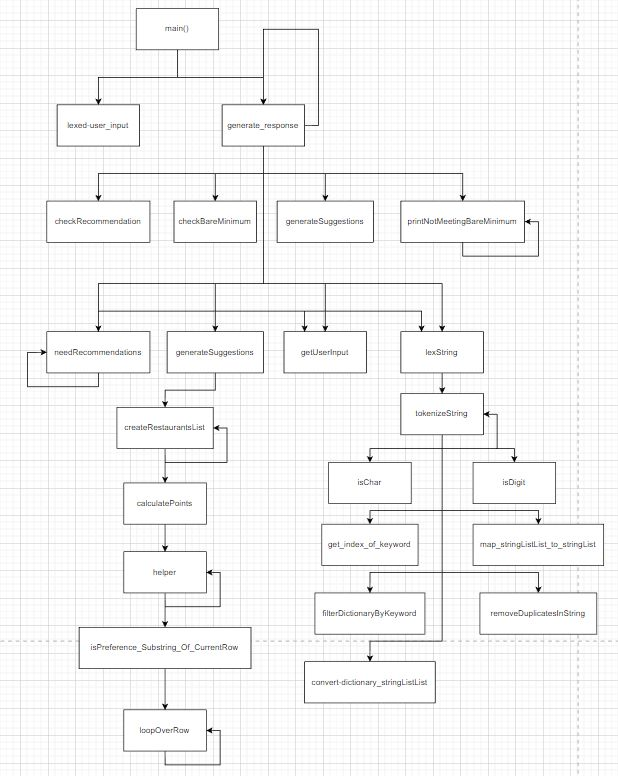 main()
lexed-user_input
generate_response
checkRecommendation
checkBareMinimum
generateSuggestions
printNotMeetingBareMinimum
needRecommendations
generateSuggestions
getUserInput
lexString
createRestaurantsList
tokenizeString
isChar
isDigit
calculatePoints
get_index_of_keyword
map_stringListList_to_stringList
helper
filterDictionaryByKeyword
removeDuplicatesInString
isPreference_Substring_Of_CurrentRow
convert-dictionary_stringListList
loopOverRow